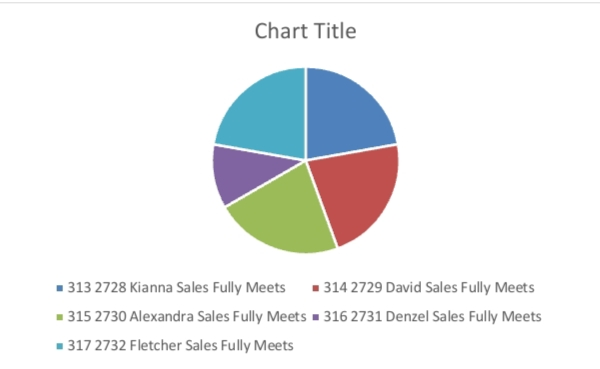 Chart Title
313 2728 Kianna Sales Fully Meets
314 2729 David Sales Fully Meets
315 2730 Alexandra Sales Fully Meets
316 2731 Denzel Sales Fully Meets
317 2732 Fletcher Sales Fully Meets